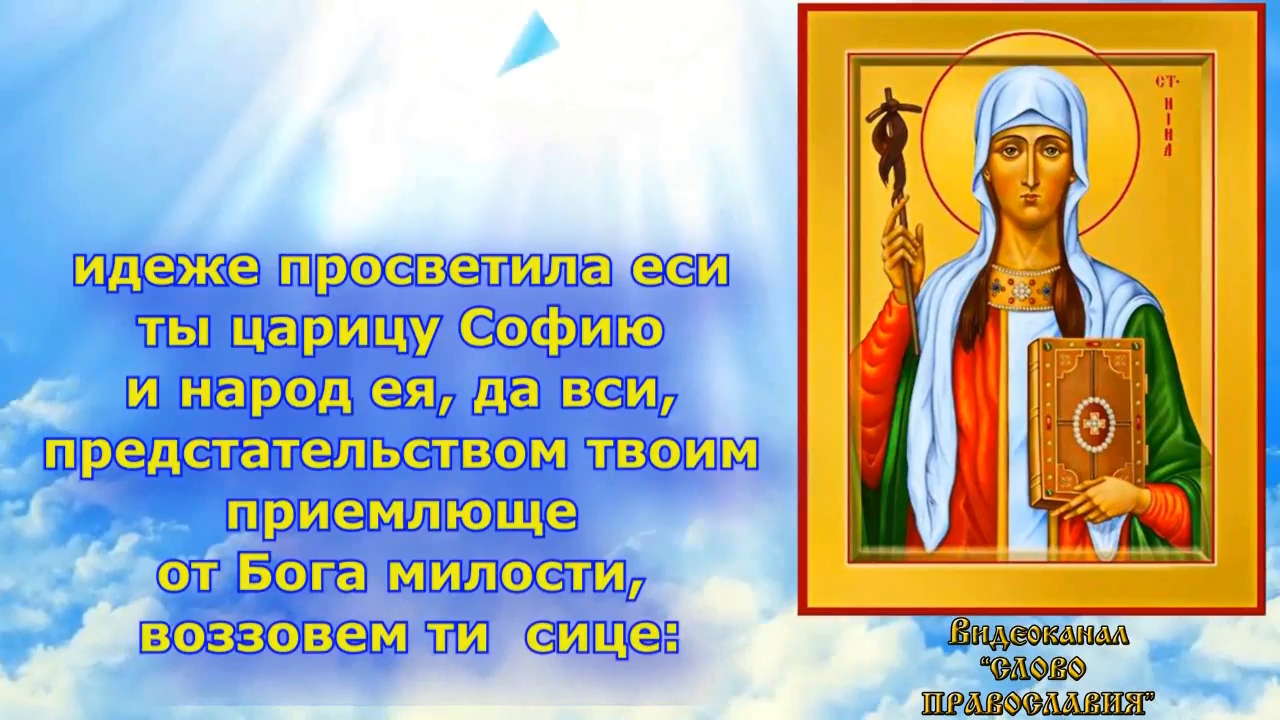 идеже просветила еси
ты царицу Софию
и народ ея, да вси,
предстательством твоим
приемлюще
от Бога милости,
воззовем ти  сице:
СТ·
НІНА
Видеоканал
“СЛОВО
ПРАВОСЛАВИЯ”